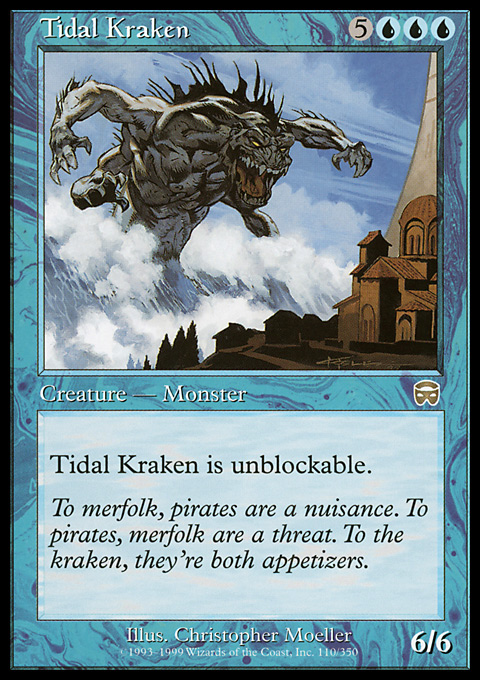 Tidal Kraken 5
Creature — Monster
Tidal Kraken is unblockable.
To merfolk, pirates are a nuisance. To
pirates, merfolk are a threat. To the
kraken, they're both appetizers.
Illus. Christopher Moeller
© 1993-1999 Wizards of the Coast, Inc. 110/350
6/6